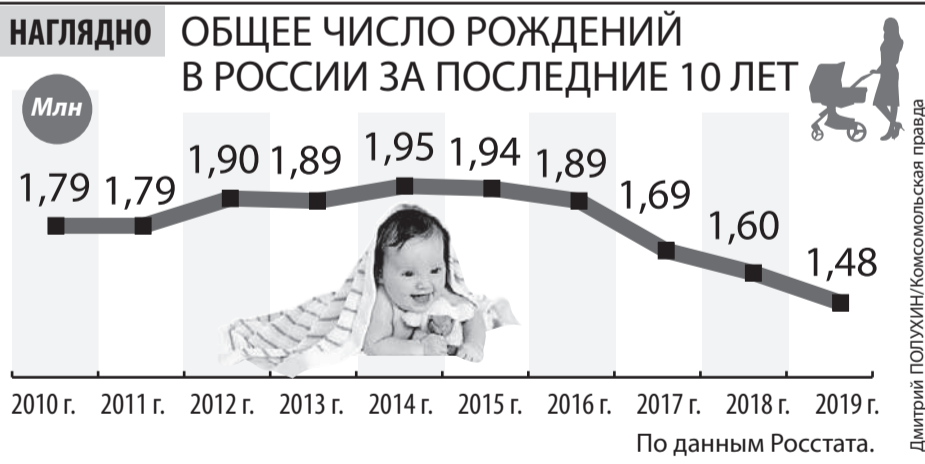 НАГЛЯДНО
ОБЩЕЕ ЧИСЛО РОЖДЕНИЙ
В РОССИИ ЗА ПОСЛЕДНИЕ 10 ЛЕТ
Млн
1,79 1,79 1,90 1,89 1,95 1,94 1,89 1,69 1,60 1,48
2010 г. 2011 г. 2012 г. 2013 г. 2014 г. 2015 г. 2016 г. 2017 г. 2018 г. 2019 г.
По данным Росстата.
Дмитрий ПОЛУХИН/Комсомольская правда